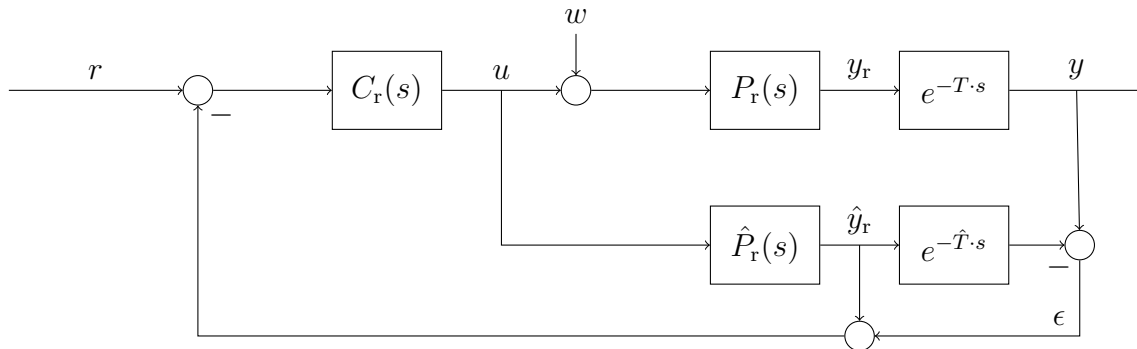 w
r
C_r(s)
u
P_r(s)
y_r
e^{-T·s}
y
−
P̂_r(s)
ŷ_r
e^{-T̂·s}
−
ϵ